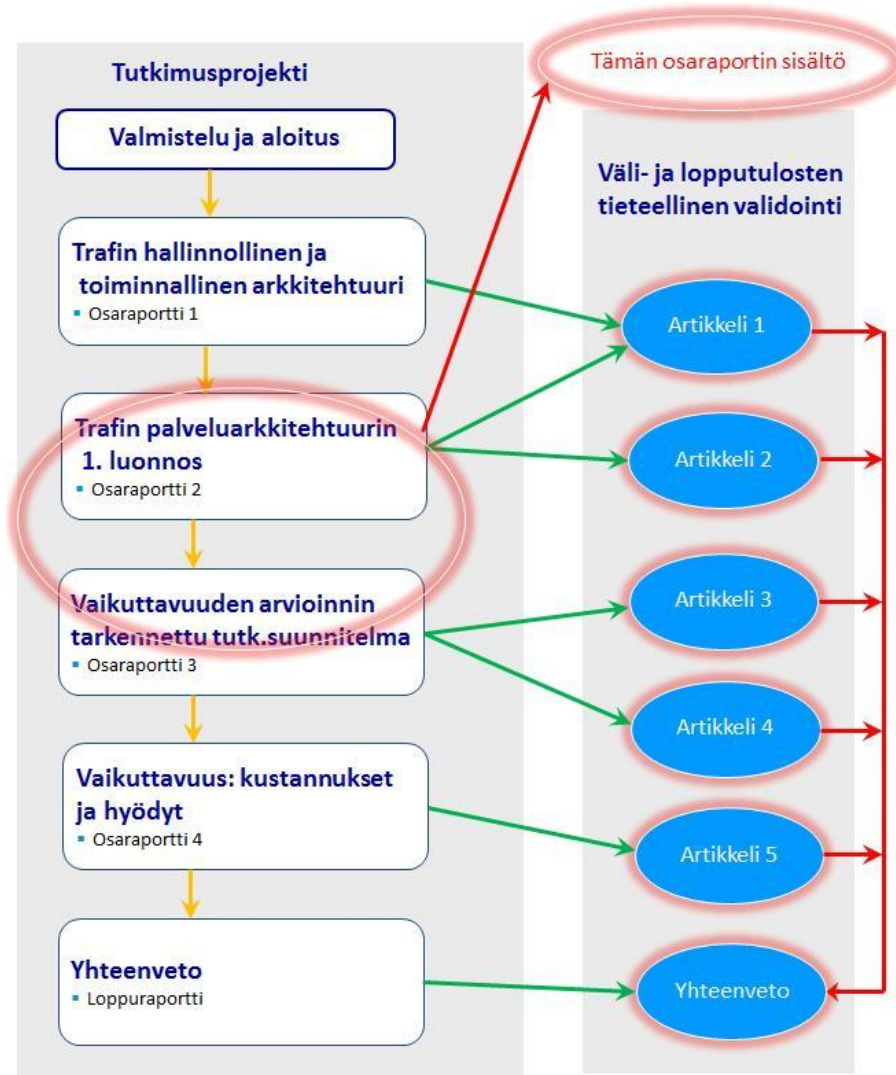 Tutkimusprojekti
Valmistelu ja aloitus
Trafin hallinnollinen ja
toiminnallinen arkkitehtuuri
▪ Osaraportti 1
Trafin palveluarkkitehtuurin
1. luonnos
▪ Osaraportti 2
Vaikuttavuuden arvioinnin
tarkennettu tutk.suunnitelma
▪ Osaraportti 3
Vaikuttavuus: kustannukset
ja hyödyt
▪ Osaraportti 4
Yhteenveto
▪ Loppuraportti
Tämän osaraportin sisältö
Väli- ja lopputulosten
tieteellinen validointi
Artikkeli 1
Artikkeli 2
Artikkeli 3
Artikkeli 4
Artikkeli 5
Yhteenveto